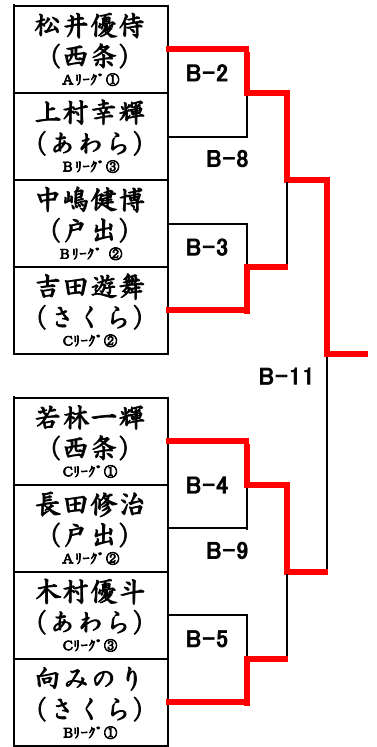 松井優侍
(西条)
Aリーグ①
B-2
上村幸輝
(あわら)
Bリーグ③
B-8
中嶋健博
(戸出)
Bリーグ②
B-3
吉田遊舞
(さくら)
Cリーグ②
B-11
若林一輝
(西条)
Cリーグ①
B-4
長田修治
(戸出)
Aリーグ②
B-9
木村優斗
(あわら)
Cリーグ③
B-5
向みのり
(さくら)
Bリーグ①